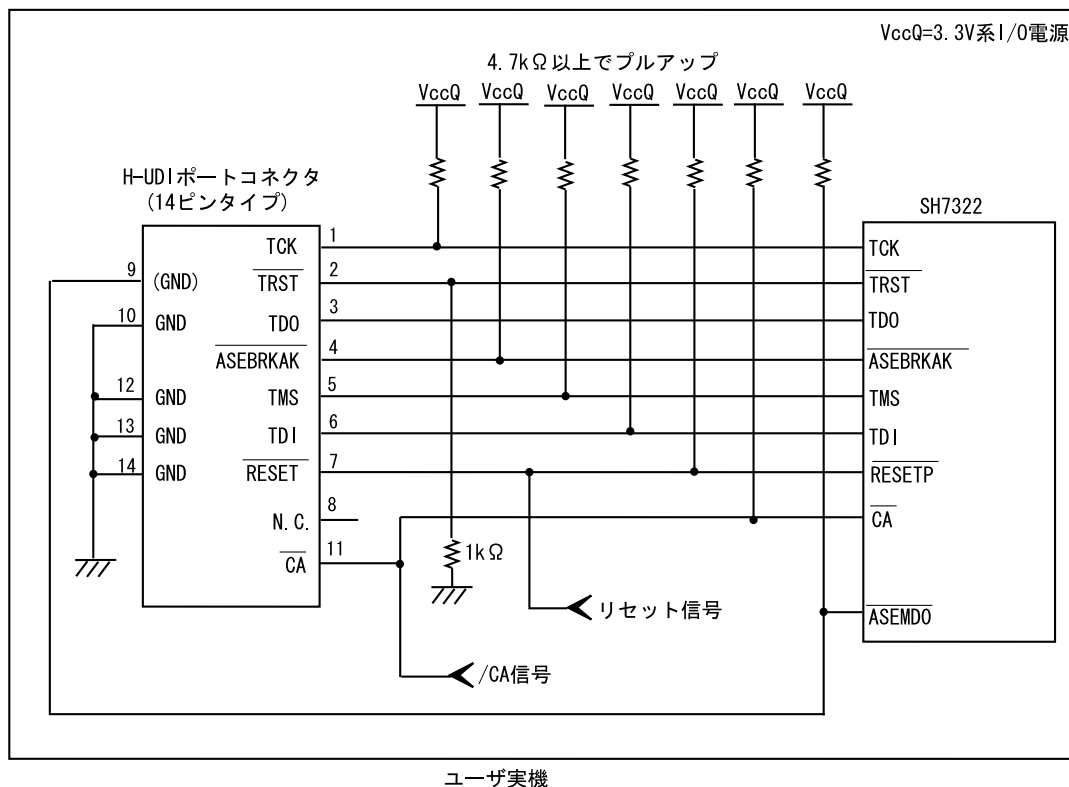 VccQ=3.3V系I/O電源
4.7kΩ以上でプルアップ
VccQ VccQ VccQ VccQ VccQ VccQ VccQ
H-UDIポートコネクタ
(14ピンタイプ)
SH7322
TCK 1 TCK
9 (GND) TRST 2 TRST
10 GND TDO 3 TDO
ASEBRKAK 4 ASEBRKAK
12 GND TMS 5 TMS
13 GND TDI 6 TDI
14 GND RESET 7 RESETP
N.C. 8
CA
CA 11
1kΩ
リセット信号
ASEMD0
/CA信号
ユーザ実機